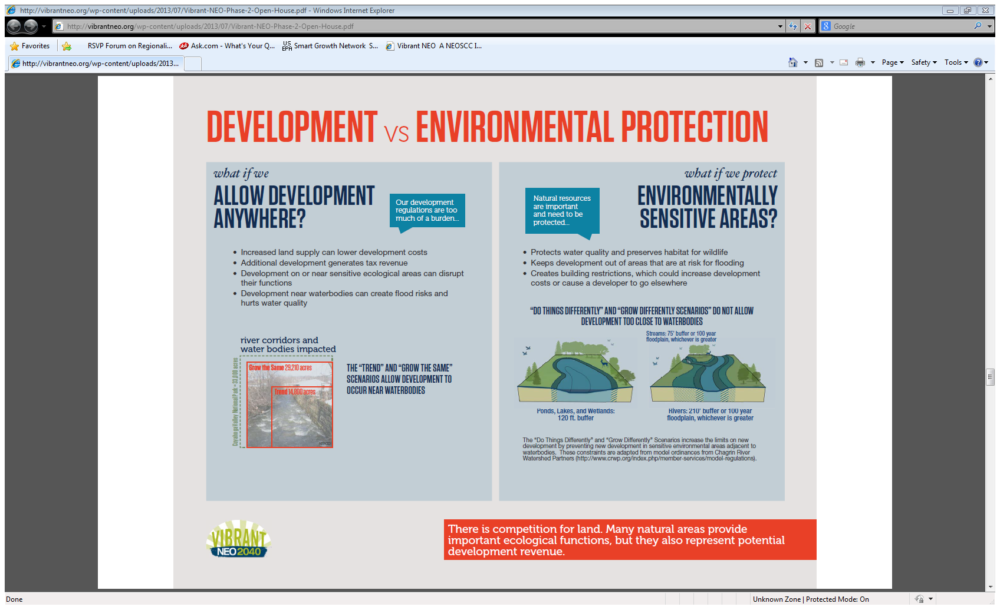 http://vibrantneo.org/wp-content/uploads/2013/07/Vibrant-NEO-Phase-2-Open-House.pdf - Windows Internet Explorer
http://vibrantneo.org/wp-content/uploads/2013/07/Vibrant-NEO-Phase-2-Open-House.pdf
Google
Favorites
RSVP Forum on Regionali...
Ask.com - What's Your Q...
US EPA Smart Growth Network S...
Vibrant NEO A NEOSCC I...
http://vibrantneo.org/wp-content/uploads/2013...
Page
Safety
Tools
DEVELOPMENT VS ENVIRONMENTAL PROTECTION
what if we
ALLOW DEVELOPMENT
ANYWHERE?
Our development
regulations are too
much of a burden...
• Increased land supply can lower development costs
• Additional development generates tax revenue
• Development on or near sensitive ecological areas can disrupt
their functions
• Development near waterbodies can create flood risks and
hurts water quality
river corridors and
water bodies impacted
Cuyahoga Valley National Park = 33,000 acres
Grow the Same 29,210 acres
Trend 14,800 acres
NEFCO
THE “TREND” AND “GROW THE SAME”
SCENARIOS ALLOW DEVELOPMENT TO
OCCUR NEAR WATERBODIES
what if we protect
ENVIRONMENTALLY
SENSITIVE AREAS?
Natural resources
are important
and need to be
protected...
• Protects water quality and preserves habitat for wildlife
• Keeps development out of areas that are at risk for flooding
• Creates building restrictions, which could increase development
costs or cause a developer to go elsewhere
“DO THINGS DIFFERENTLY” AND “GROW DIFFERENTLY SCENARIOS” DO NOT ALLOW
DEVELOPMENT TOO CLOSE TO WATERBODIES
Streams: 75' buffer or 100 year
floodplain, whichever is greater
Ponds, Lakes, and Wetlands:
120 ft. buffer
Rivers: 210' buffer or 100 year
floodplain, whichever is greater
The “Do Things Differently” and “Grow Differently” Scenarios increase the limits on new
development by preventing new development in sensitive environmental areas adjacent to
waterbodies. These constraints are adapted from model ordinances from Chagrin River
Watershed Partners (http://www.crwp.org/index.php/member-services/model-regulations).
VIBRANT
NEO2040
There is competition for land. Many natural areas provide
important ecological functions, but they also represent potential
development revenue.
Done
Unknown Zone | Protected Mode: On